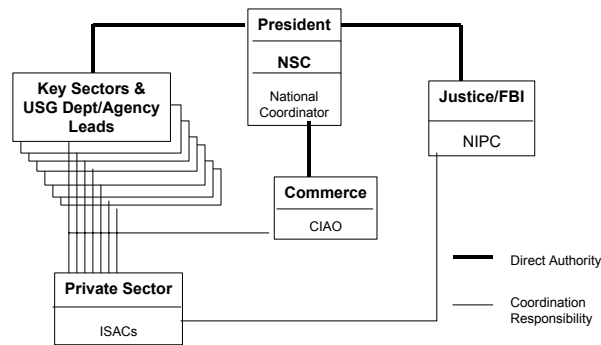 President
NSC
National
Coordinator
Key Sectors &
USG Dept/Agency
Leads
Justice/FBI
NIPC
Commerce
CIAO
Private Sector
ISACs
Direct Authority
Coordination
Responsibility